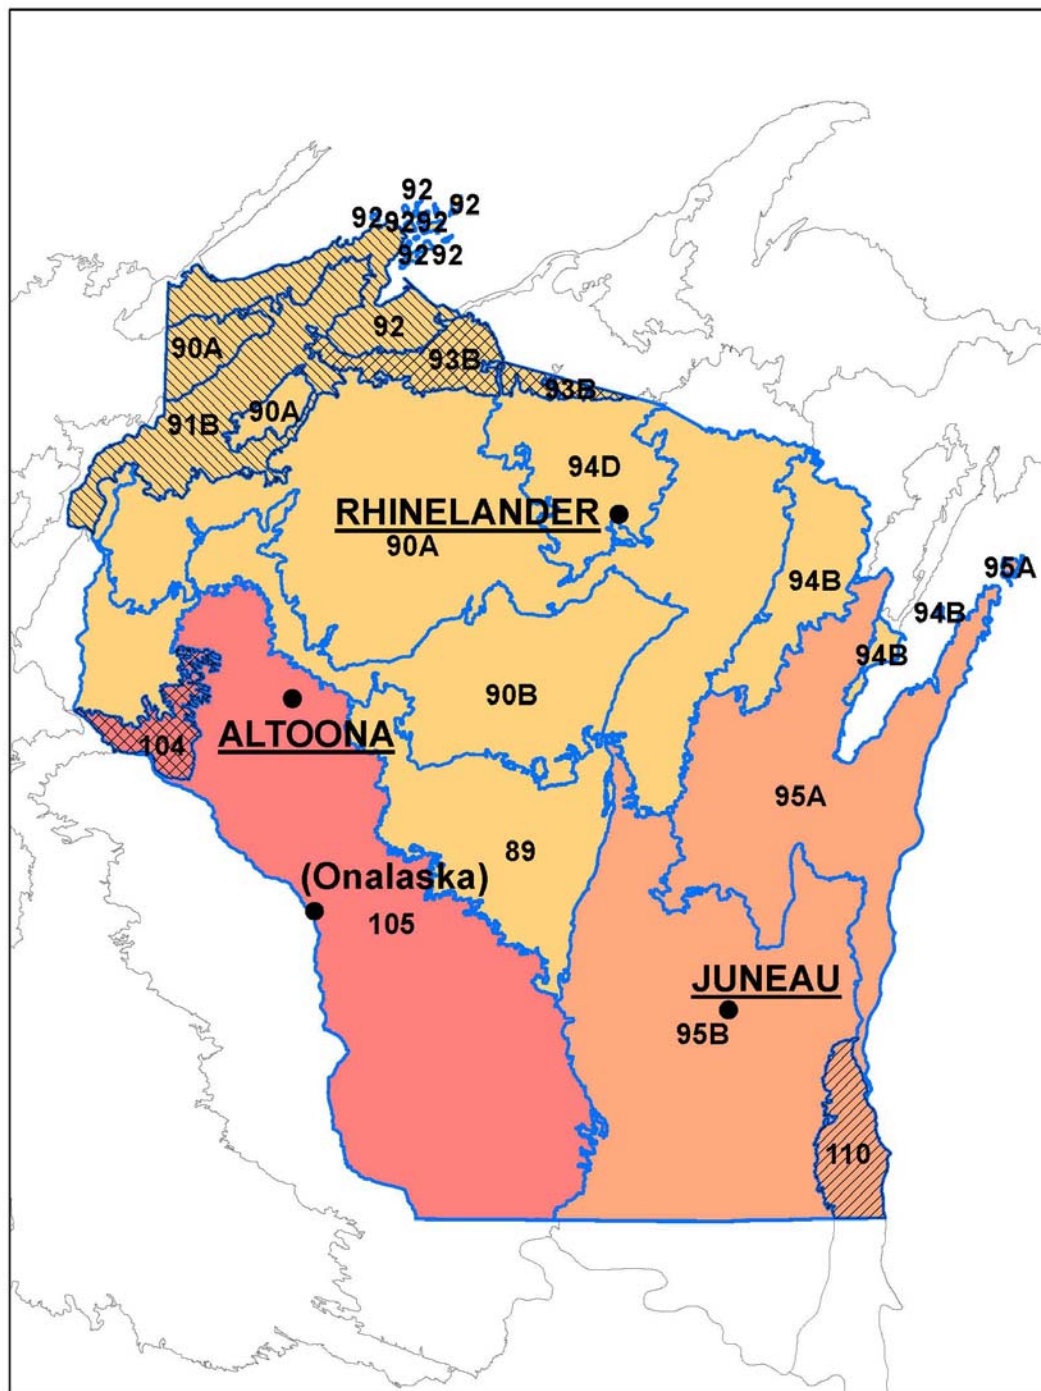 92
92
92 92 92
92 92
92
90A
93B
93B
90A
91B
94D
RHINELANDER
90A
95A
94B
94B
94B
90B
ALTOONA
104
95A
89
(Onalaska)
105
JUNEAU
95B
110